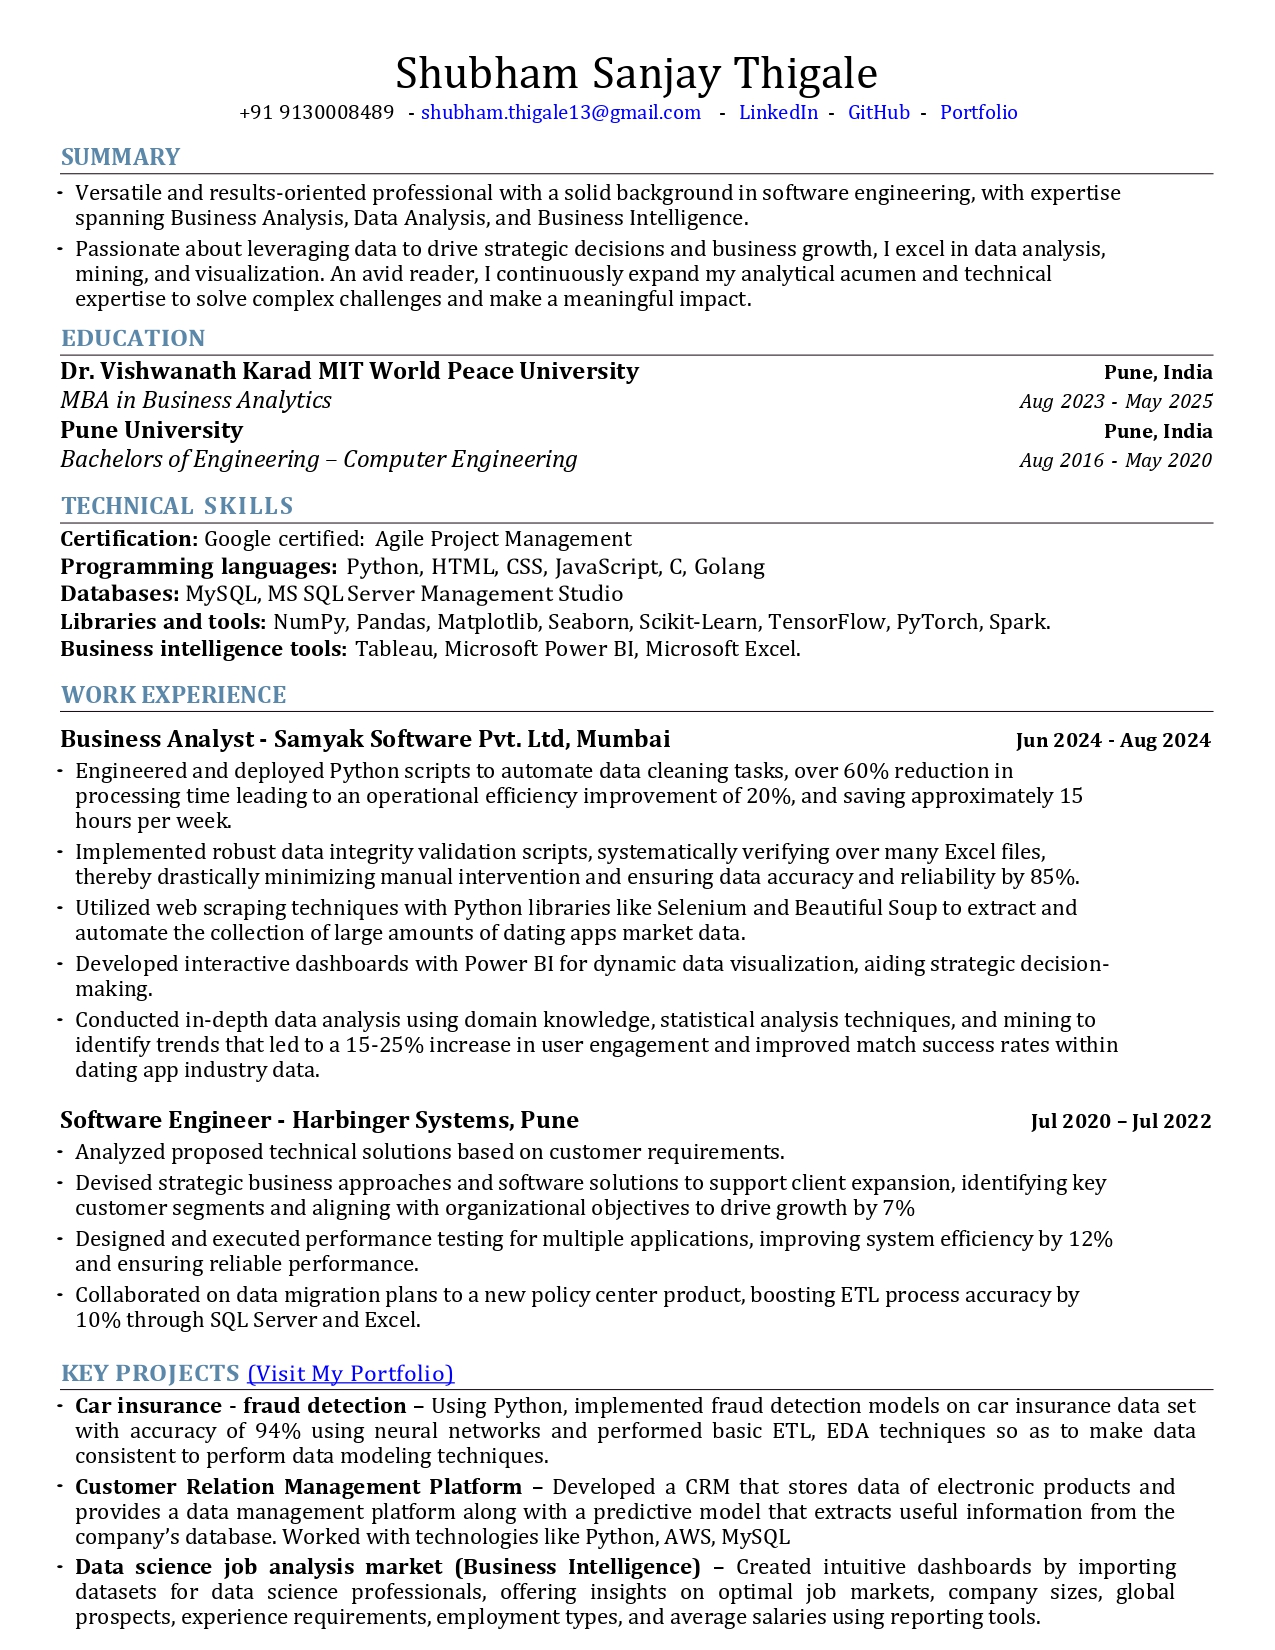 Shubham Sanjay Thigale
+91 9130008489 - shubham.thigale13@gmail.com - LinkedIn - GitHub - Portfolio
SUMMARY
- Versatile and results-oriented professional with a solid background in software engineering, with expertise
spanning Business Analysis, Data Analysis, and Business Intelligence.
- Passionate about leveraging data to drive strategic decisions and business growth, I excel in data analysis,
mining, and visualization. An avid reader, I continuously expand my analytical acumen and technical
expertise to solve complex challenges and make a meaningful impact.
EDUCATION
Dr. Vishwanath Karad MIT World Peace University Pune, India
MBA in Business Analytics Aug 2023 - May 2025
Pune University Pune, India
Bachelors of Engineering – Computer Engineering Aug 2016 - May 2020
TECHNICAL SKILLS
Certification: Google certified: Agile Project Management
Programming languages: Python, HTML, CSS, JavaScript, C, Golang
Databases: MySQL, MS SQL Server Management Studio
Libraries and tools: NumPy, Pandas, Matplotlib, Seaborn, Scikit-Learn, TensorFlow, PyTorch, Spark.
Business intelligence tools: Tableau, Microsoft Power BI, Microsoft Excel.
WORK EXPERIENCE
Business Analyst - Samyak Software Pvt. Ltd, Mumbai Jun 2024 - Aug 2024
- Engineered and deployed Python scripts to automate data cleaning tasks, over 60% reduction in
processing time leading to an operational efficiency improvement of 20%, and saving approximately 15
hours per week.
- Implemented robust data integrity validation scripts, systematically verifying over many Excel files,
thereby drastically minimizing manual intervention and ensuring data accuracy and reliability by 85%.
- Utilized web scraping techniques with Python libraries like Selenium and Beautiful Soup to extract and
automate the collection of large amounts of dating apps market data.
- Developed interactive dashboards with Power BI for dynamic data visualization, aiding strategic decision-
making.
- Conducted in-depth data analysis using domain knowledge, statistical analysis techniques, and mining to
identify trends that led to a 15-25% increase in user engagement and improved match success rates within
dating app industry data.
Software Engineer - Harbinger Systems, Pune Jul 2020 – Jul 2022
- Analyzed proposed technical solutions based on customer requirements.
- Devised strategic business approaches and software solutions to support client expansion, identifying key
customer segments and aligning with organizational objectives to drive growth by 7%
- Designed and executed performance testing for multiple applications, improving system efficiency by 12%
and ensuring reliable performance.
- Collaborated on data migration plans to a new policy center product, boosting ETL process accuracy by
10% through SQL Server and Excel.
KEY PROJECTS (Visit My Portfolio)
- Car insurance - fraud detection – Using Python, implemented fraud detection models on car insurance data set
with accuracy of 94% using neural networks and performed basic ETL, EDA techniques so as to make data
consistent to perform data modeling techniques.
- Customer Relation Management Platform – Developed a CRM that stores data of electronic products and
provides a data management platform along with a predictive model that extracts useful information from the
company’s database. Worked with technologies like Python, AWS, MySQL
- Data science job analysis market (Business Intelligence) – Created intuitive dashboards by importing
datasets for data science professionals, offering insights on optimal job markets, company sizes, global
prospects, experience requirements, employment types, and average salaries using reporting tools.